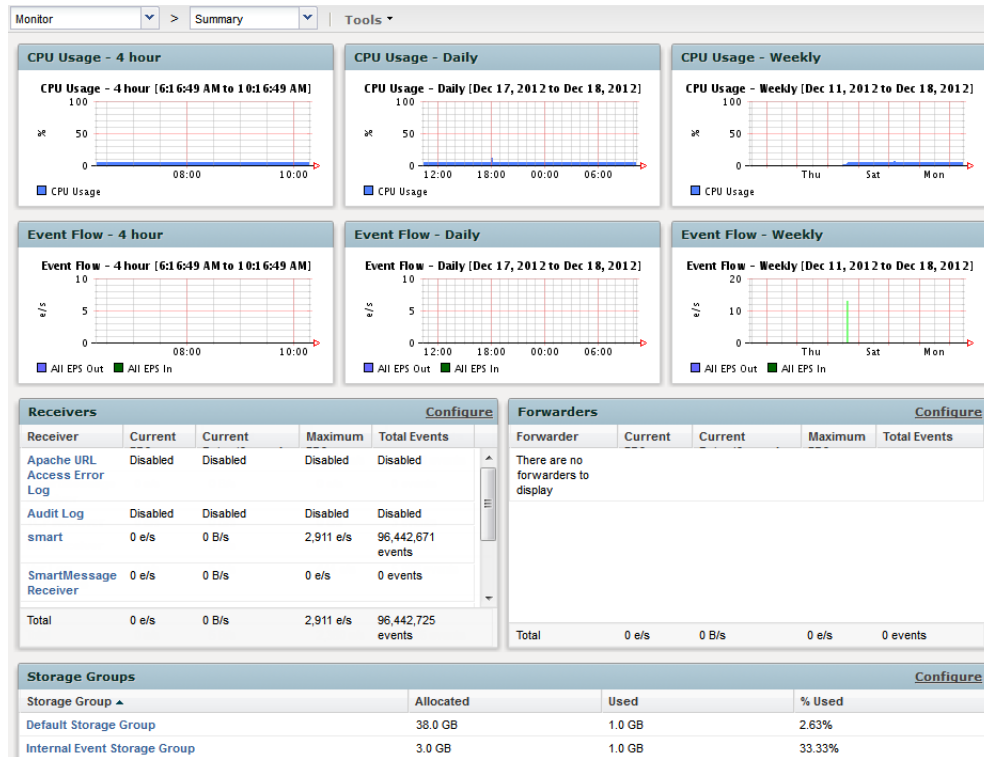 Monitor > Summary Tools
CPU Usage - 4 hour CPU Usage - Daily CPU Usage - Weekly
CPU Usage - 4 hour [6:16:49 AM to 10:16:49 AM]
100
%
50
0
08:00 10:00
CPU Usage
CPU Usage - Daily [Dec 17, 2012 to Dec 18, 2012]
100
%
50
0
12:00 18:00 00:00 06:00
CPU Usage
CPU Usage - Weekly [Dec 11, 2012 to Dec 18, 2012]
100
%
50
0
Thu Sat Mon
CPU Usage
Event Flow - 4 hour Event Flow - Daily Event Flow - Weekly
Event Flow - 4 hour [6:16:49 AM to 10:16:49 AM]
10
e/s
5
0
08:00 10:00
All EPS Out All EPS In
Event Flow - Daily [Dec 17, 2012 to Dec 18, 2012]
10
e/s
5
0
12:00 18:00 00:00 06:00
All EPS Out All EPS In
Event Flow - Weekly [Dec 11, 2012 to Dec 18, 2012]
20
e/s
10
0
Thu Sat Mon
All EPS Out All EPS In
Receivers Configure
Receiver Current Current Maximum Total Events
Apache URL Disabled Disabled Disabled Disabled
Access Error
Log
Audit Log Disabled Disabled Disabled Disabled
smart 0 e/s 0 B/s 2,911 e/s 96,442,671
events
SmartMessage 0 e/s 0 B/s 0 e/s 0 events
Receiver
Total 0 e/s 0 B/s 2,911 e/s 96,442,725
events
Forwarders Configure
Forwarder Current Current Maximum Total Events
There are no
forwarders to
display
Total 0 e/s 0 B/s 0 e/s 0 events
Storage Groups Configure
Storage Group Allocated Used % Used
Default Storage Group 38.0 GB 1.0 GB 2.63%
Internal Event Storage Group 3.0 GB 1.0 GB 33.33%